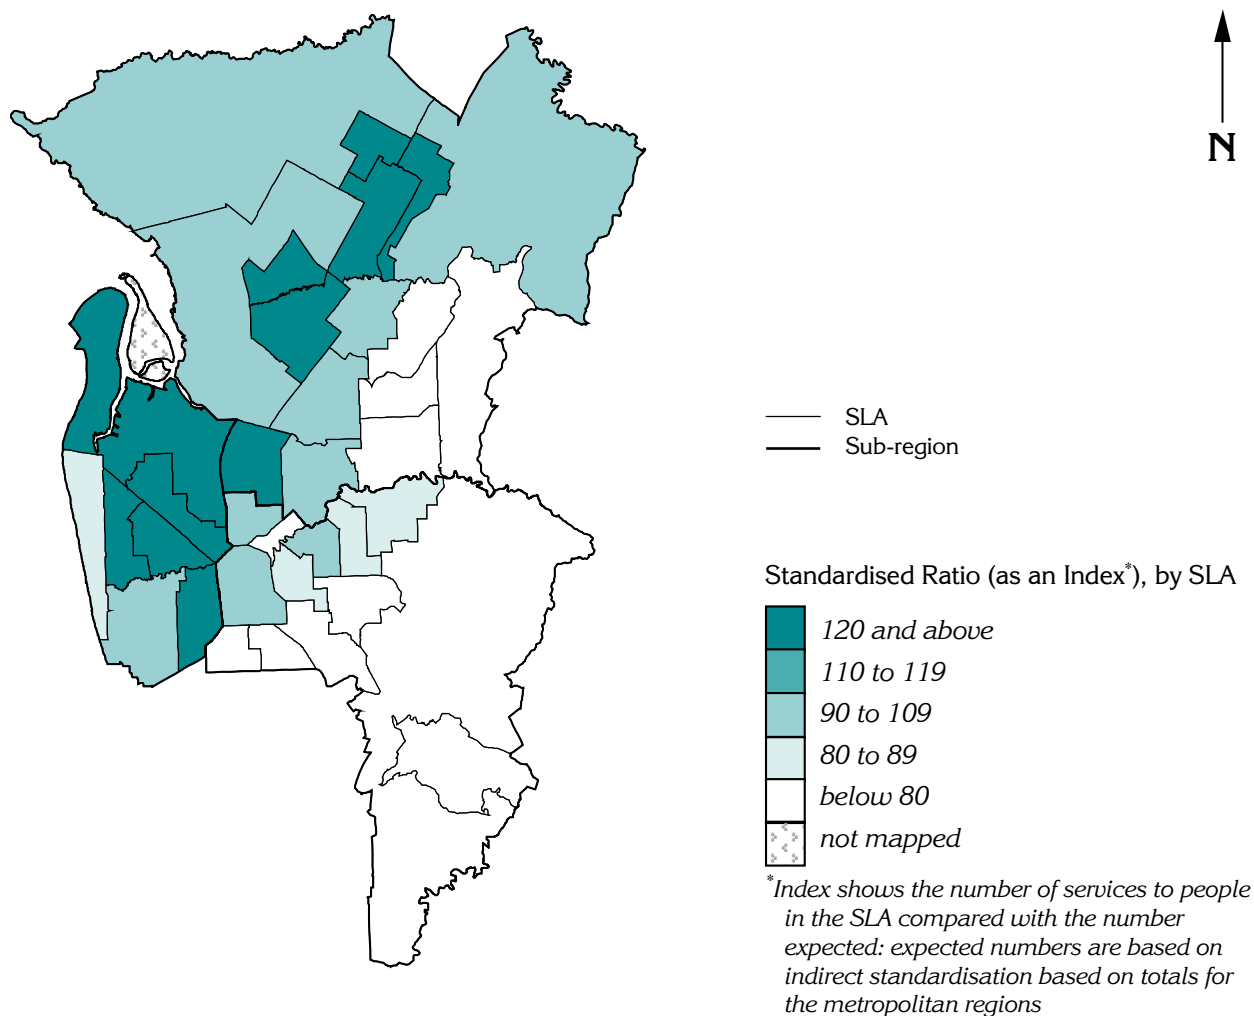 N
SLA
Sub-region
Standardised Ratio (as an Index*), by SLA
120 and above
110 to 119
90 to 109
80 to 89
below 80
not mapped
*Index shows the number of services to people
in the SLA compared with the number
expected: expected numbers are based on
indirect standardisation based on totals for
the metropolitan regions